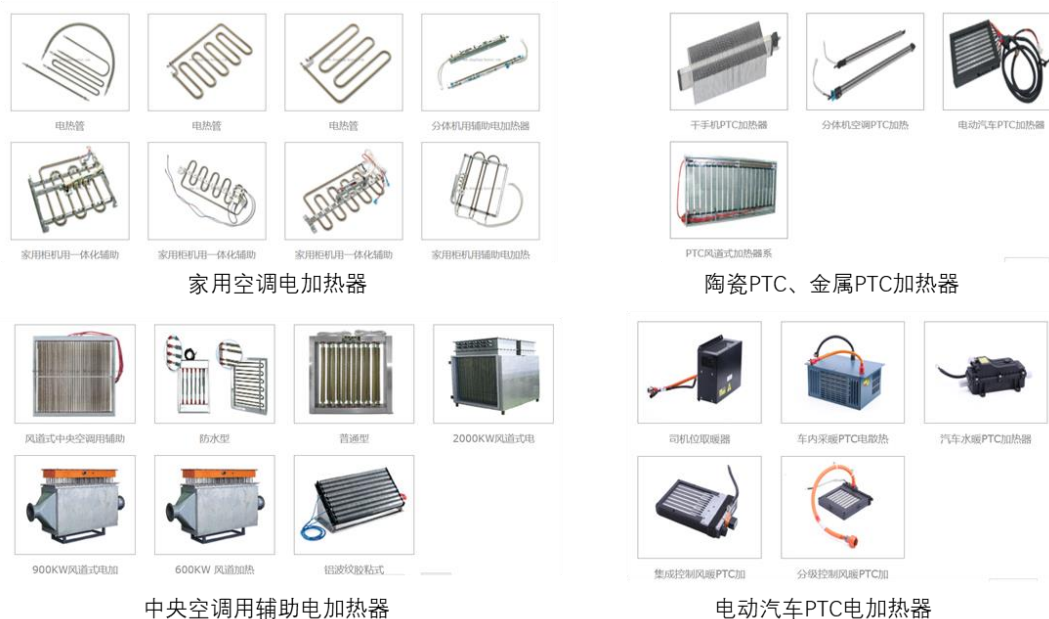 电热管
电热管
电热管
分体机用辅助电加热器
家用柜机用一体化辅助
家用柜机用一体化辅助
家用柜机用一体化辅助
家用柜机用辅助电加热
家用空调电加热器
干手机PTC加热器
分体机空调PTC加热
电动汽车PTC加热器
PTC风道式加热器系
陶瓷PTC、金属PTC加热器
风道式中央空调用辅助
防水型
普通型
2000KW风道式电
900KW风道式电加
600KW 风道加热
铝波纹胶粘式
中央空调用辅助电加热器
司机位取暖器
车内采暖PTC电散热
汽车水暖PTC加热器
集成控制风暖PTC加
分级控制风暖PTC加
电动汽车PTC电加热器